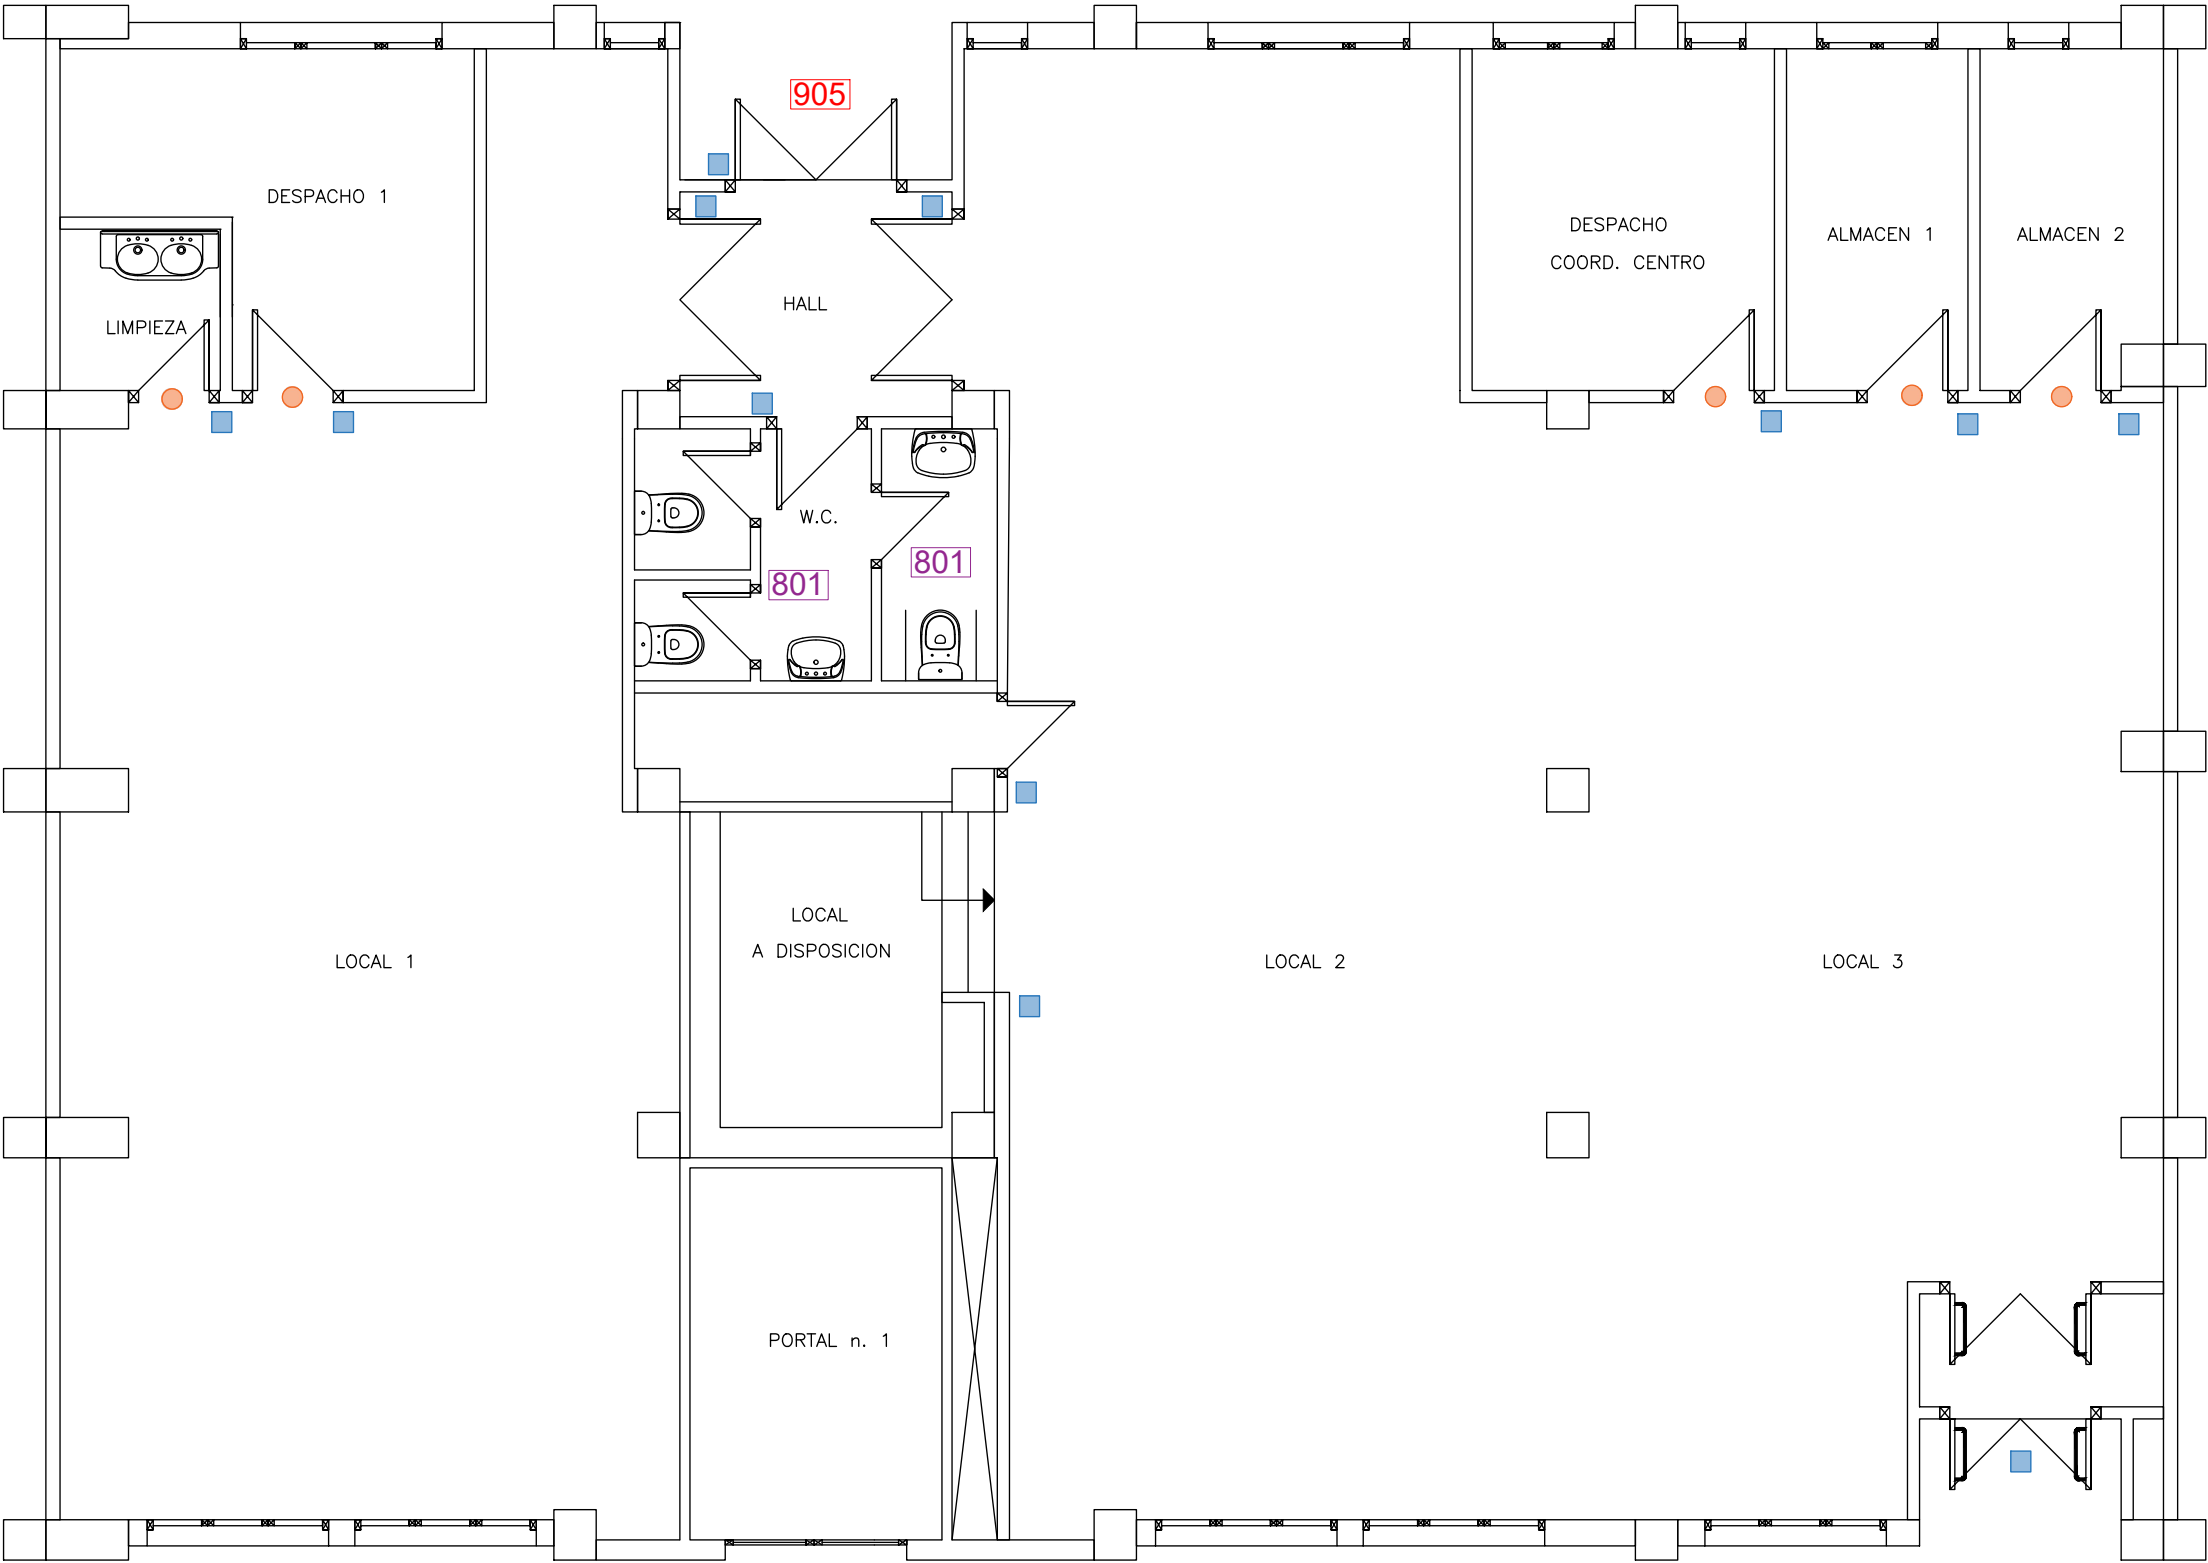 905
DESPACHO 1
DESPACHO
COORD. CENTRO
ALMACEN 1
ALMACEN 2
HALL
LIMPIEZA
W.C.
801
801
LOCAL
A DISPOSICION
LOCAL 1
LOCAL 2
LOCAL 3
PORTAL n. 1